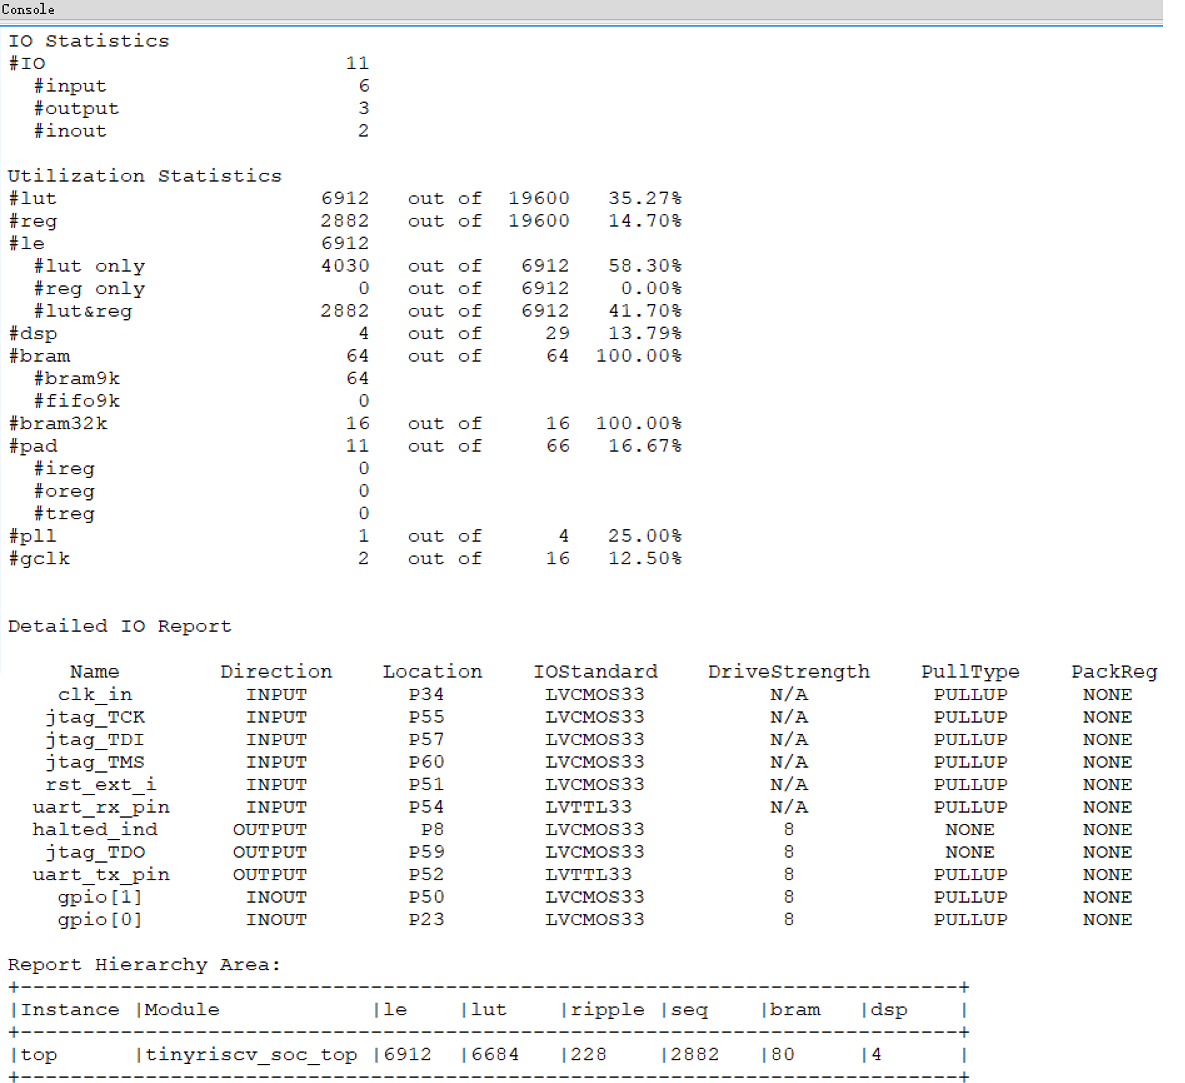 Console
IO Statistics
#IO 11
#input 6
#output 3
#inout 2
Utilization Statistics
#lut 6912 out of 19600 35.27%
#reg 2882 out of 19600 14.70%
#le 6912
#lut only 4030 out of 6912 58.30%
#reg only 0 out of 6912 0.00%
#lut&reg 2882 out of 6912 41.70%
#dsp 4 out of 29 13.79%
#bram 64 out of 64 100.00%
#bram9k 64
#fifo9k 0
#bram32k 16 out of 16 100.00%
#pad 11 out of 66 16.67%
#ireg 0
#oreg 0
#treg 0
#pll 1 out of 4 25.00%
#gclk 2 out of 16 12.50%
Detailed IO Report
Name Direction Location IOStandard DriveStrength PullType PackReg
clk_in INPUT P34 LVCMOS33 N/A PULLUP NONE
jtag_TCK INPUT P55 LVCMOS33 N/A PULLUP NONE
jtag_TDI INPUT P57 LVCMOS33 N/A PULLUP NONE
jtag_TMS INPUT P60 LVCMOS33 N/A PULLUP NONE
rst_ext_i INPUT P51 LVCMOS33 N/A PULLUP NONE
uart_rx_pin INPUT P54 LVTTL33 N/A PULLUP NONE
halted_ind OUTPUT P8 LVCMOS33 8 NONE NONE
jtag_TDO OUTPUT P59 LVCMOS33 8 NONE NONE
uart_tx_pin OUTPUT P52 LVTTL33 8 PULLUP NONE
gpio[1] INOUT P50 LVCMOS33 8 PULLUP NONE
gpio[0] INOUT P23 LVCMOS33 8 PULLUP NONE
Report Hierarchy Area:
+---------------------------------------------------------------------------+
|Instance |Module |le |lut |ripple |seq |bram |dsp |
+---------------------------------------------------------------------------+
|top |tinyriscv_soc_top |6912 |6684 |228 |2882 |80 |4 |
+---------------------------------------------------------------------------+